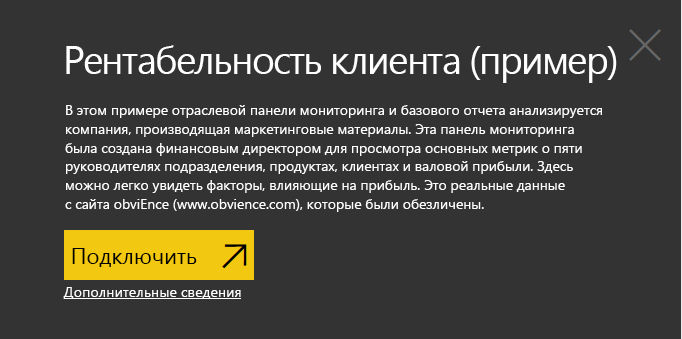 Рентабельность клиента (пример)
В этом примере отраслевой панели мониторинга и базового отчета анализируется
компания, производящая маркетинговые материалы. Эта панель мониторинга
была создана финансовым директором для просмотра основных метрик о пяти
руководителях подразделения, продуктах, клиентах и валовой прибыли. Здесь
можно легко увидеть факторы, влияющие на прибыль. Это реальные данные
с сайта obviEnce (www.obvience.com), которые были обезличены.
Подключить
Дополнительные сведения